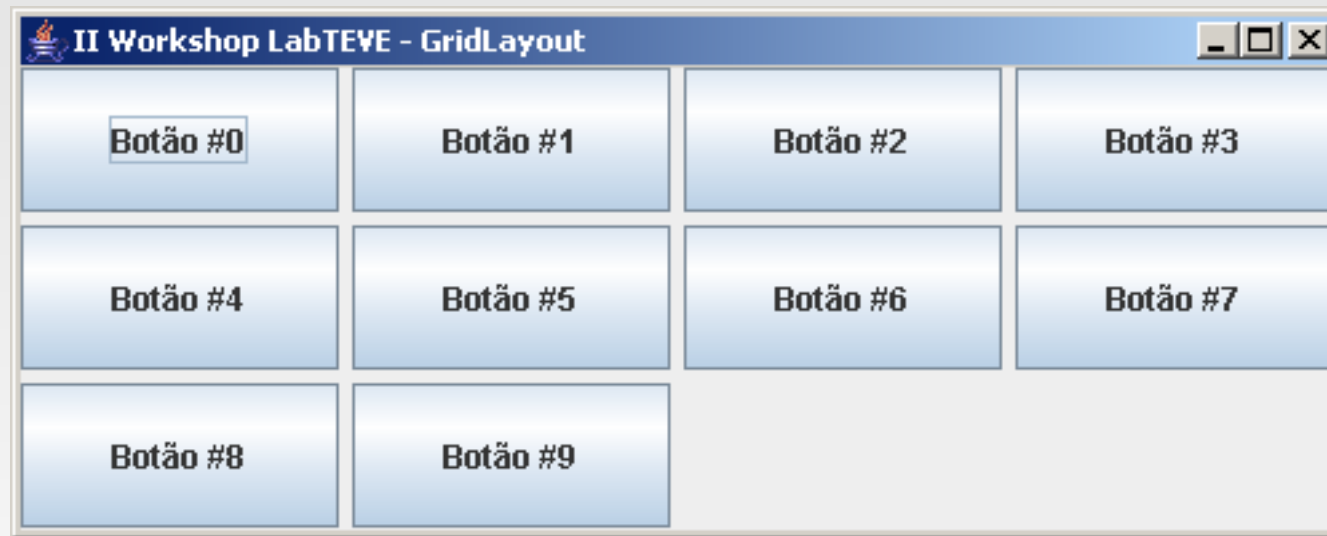 II Workshop LabTEVE - GridLayout
Botão #0 Botão #1 Botão #2 Botão #3
Botão #4 Botão #5 Botão #6 Botão #7
Botão #8 Botão #9